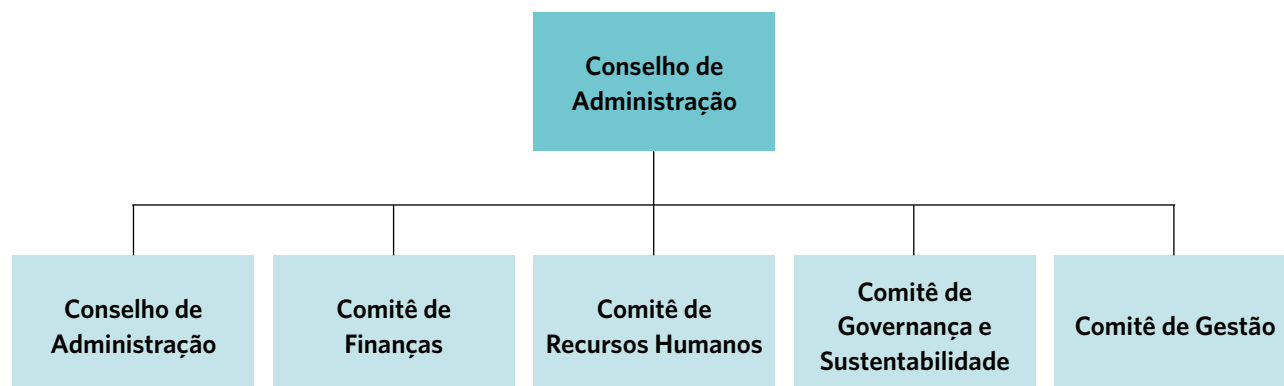 Conselho de
Administração
Conselho de
Administração
Comitê de
Finanças
Comitê de
Recursos Humanos
Comitê de
Governança e
Sustentabilidade
Comitê de Gestão